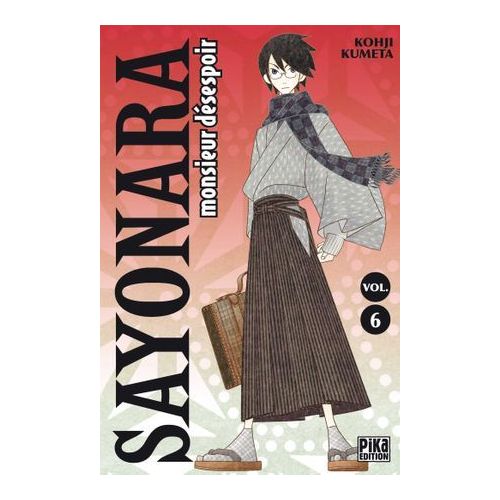 KOHJI
KUMETA
SAYONARA
monsieur désespoir
VOL.
6
Pika
EDITION